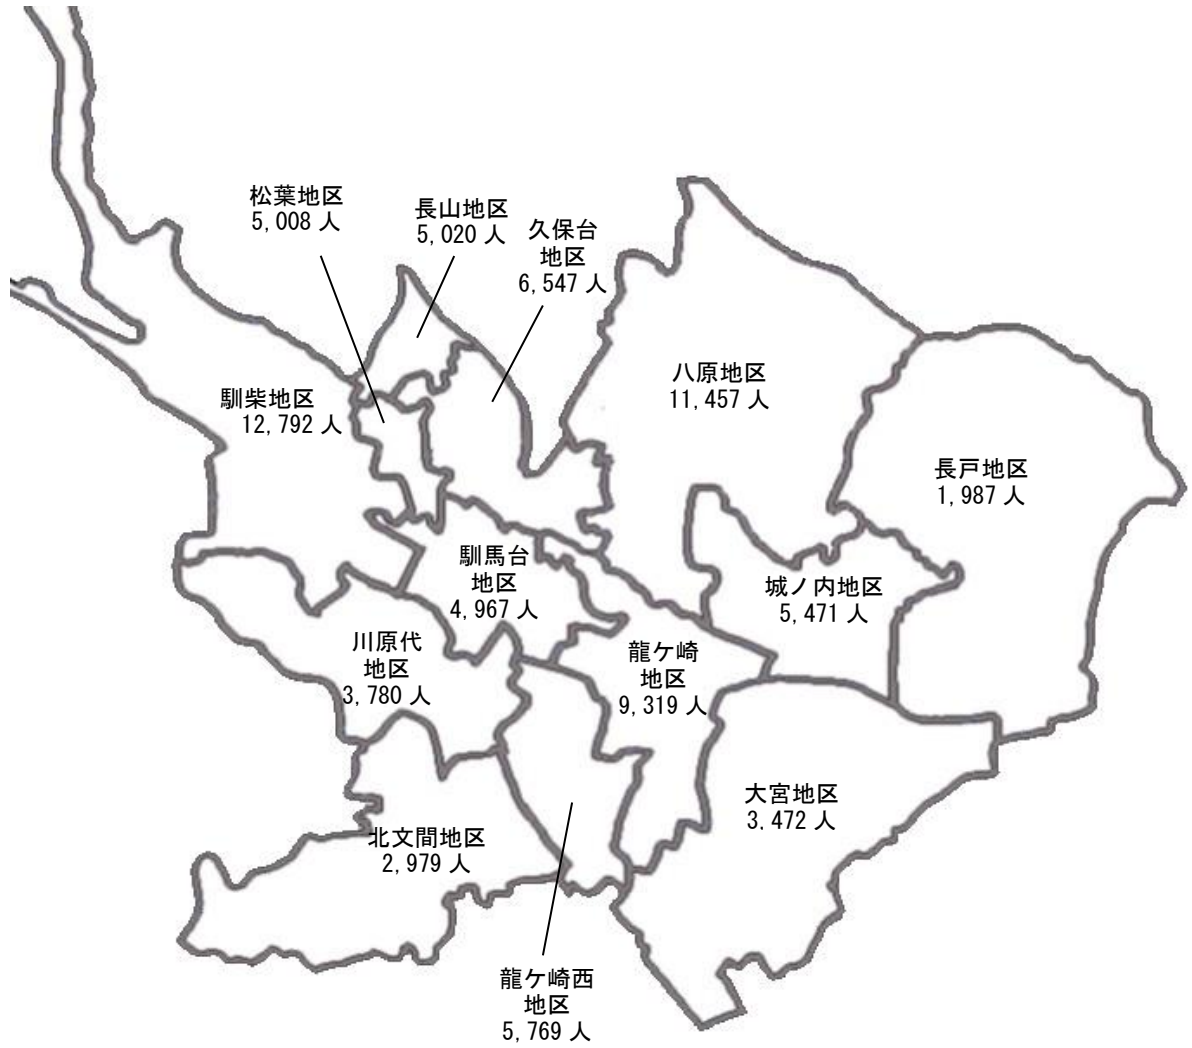 松葉地区
5,008 人
長山地区
5,020 人
久保台
地区
6,547 人
馴柴地区
12,792 人
八原地区
11,457 人
長戸地区
1,987 人
馴馬台
地区
4,967 人
城ノ内地区
5,471 人
川原代
地区
3,780 人
龍ケ崎
地区
9,319 人
大宮地区
3,472 人
北文間地区
2,979 人
龍ケ崎西
地区
5,769 人